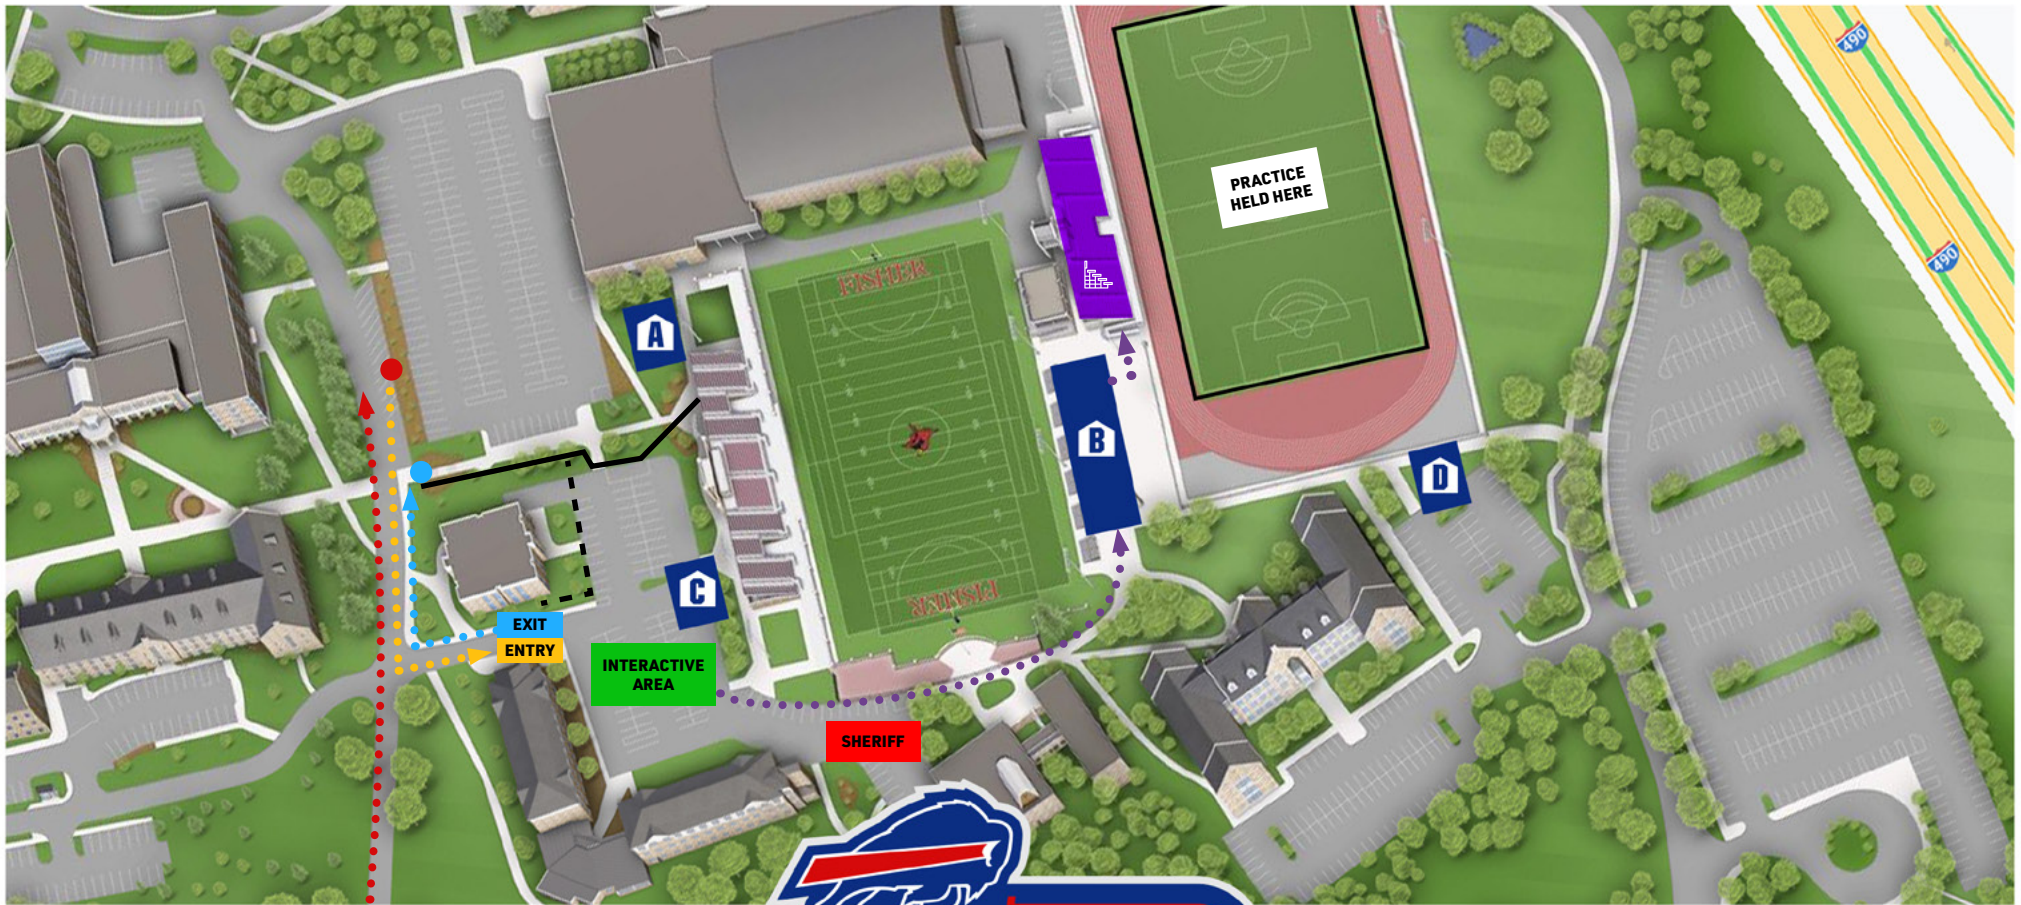 490
PRACTICE
HELD HERE
490
FISHER
A
B
D
C
FISHER
EXIT
ENTRY
INTERACTIVE
AREA
SHERIFF